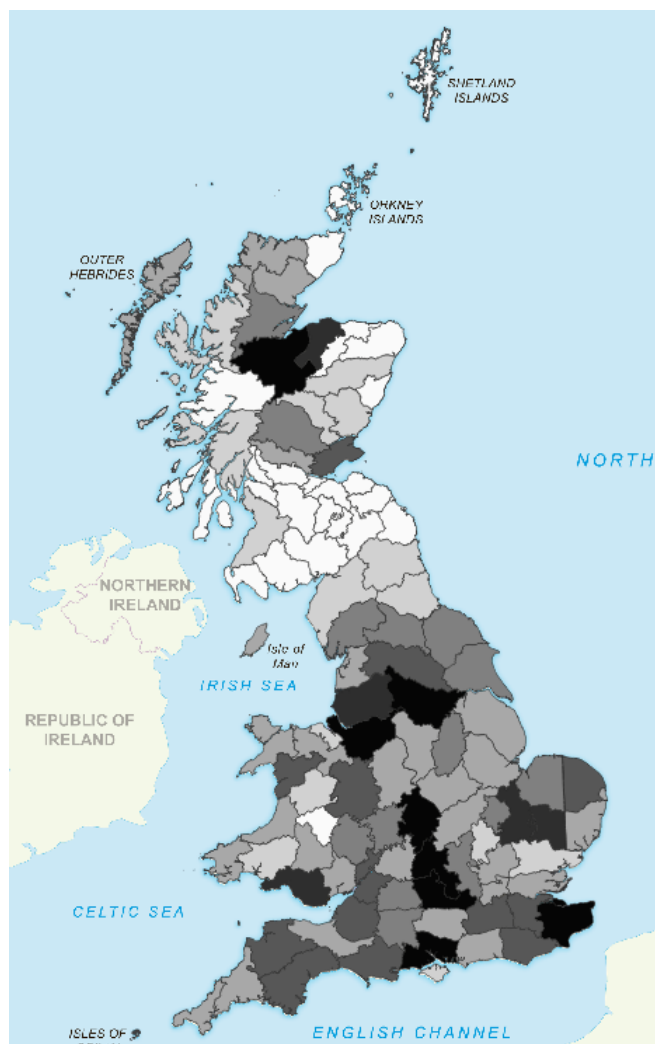 SHETLAND
ISLANDS
ORKNEY
ISLANDS
OUTER
HEBRIDES
NORTH
NORTHERN
IRELAND
Isle of
Man
IRISH SEA
REPUBLIC OF
IRELAND
CELTIC SEA
ISLES OF
ENGLISH CHANNEL